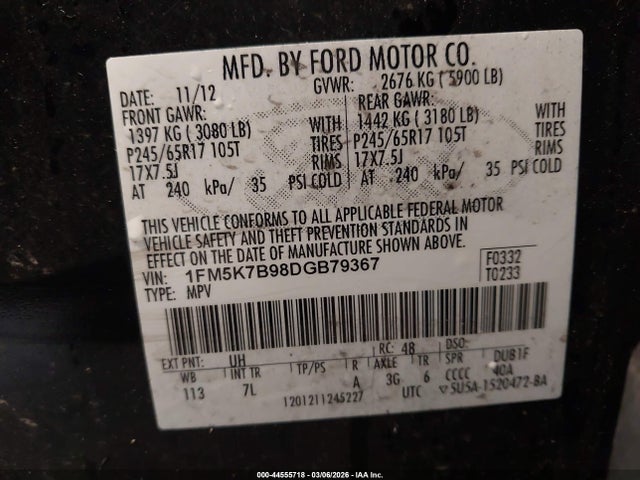 MFD. BY FORD MOTOR CO.
DATE: 11/12 GVWR: 2676 KG ( 5900 LB)
FRONT GAWR: REAR GAWR:
1397 KG ( 3080 LB) WITH 1442 KG ( 3180 LB) WITH
P245/65R17 105T TIRES P245/65R17 105T TIRES
17X7.5J RIMS 17X7.5J RIMS
AT 240 kPa/ 35 PSI COLD AT 240 kPa/ 35 PSI COLD
THIS VEHICLE CONFORMS TO ALL APPLICABLE FEDERAL MOTOR
VEHICLE SAFETY AND THEFT PREVENTION STANDARDS IN
EFFECT ON THE DATE OF MANUFACTURE SHOWN ABOVE.
VIN: 1FM5K7B98DGB79367 F0332
TYPE: MPV T0233
EXT PNT: UH RC: 48 DSO:
WB INT TR TP/PS R AXLE TR SPR DUB1F
113 7L A 3G 6 CCCC 40A
1201211245227 UTC 5U5A-1520472-BA
000-44555718 | 03/06/2026 | IAA Inc.